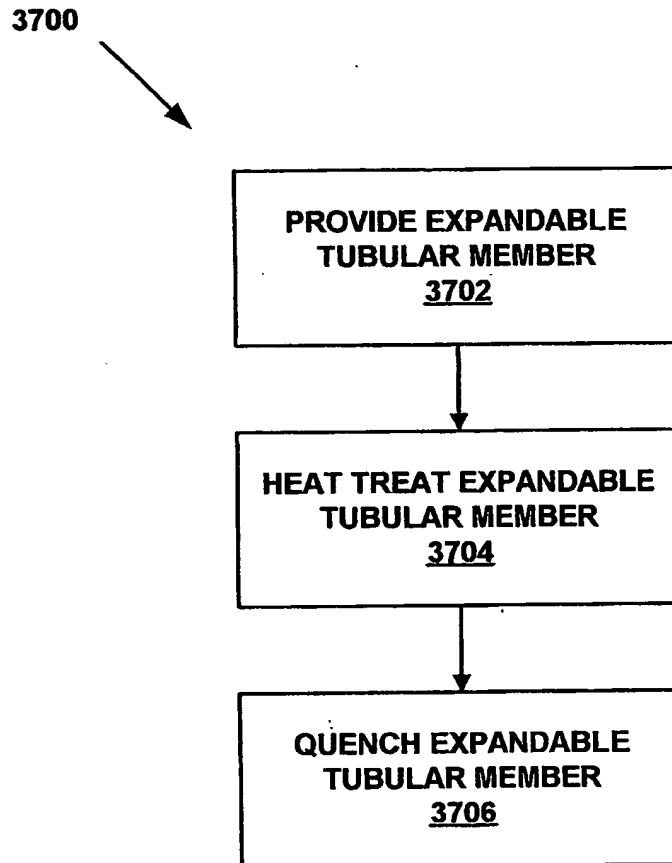 3700
PROVIDE EXPANDABLE
TUBULAR MEMBER
3702
HEAT TREAT EXPANDABLE
TUBULAR MEMBER
3704
QUENCH EXPANDABLE
TUBULAR MEMBER
3706